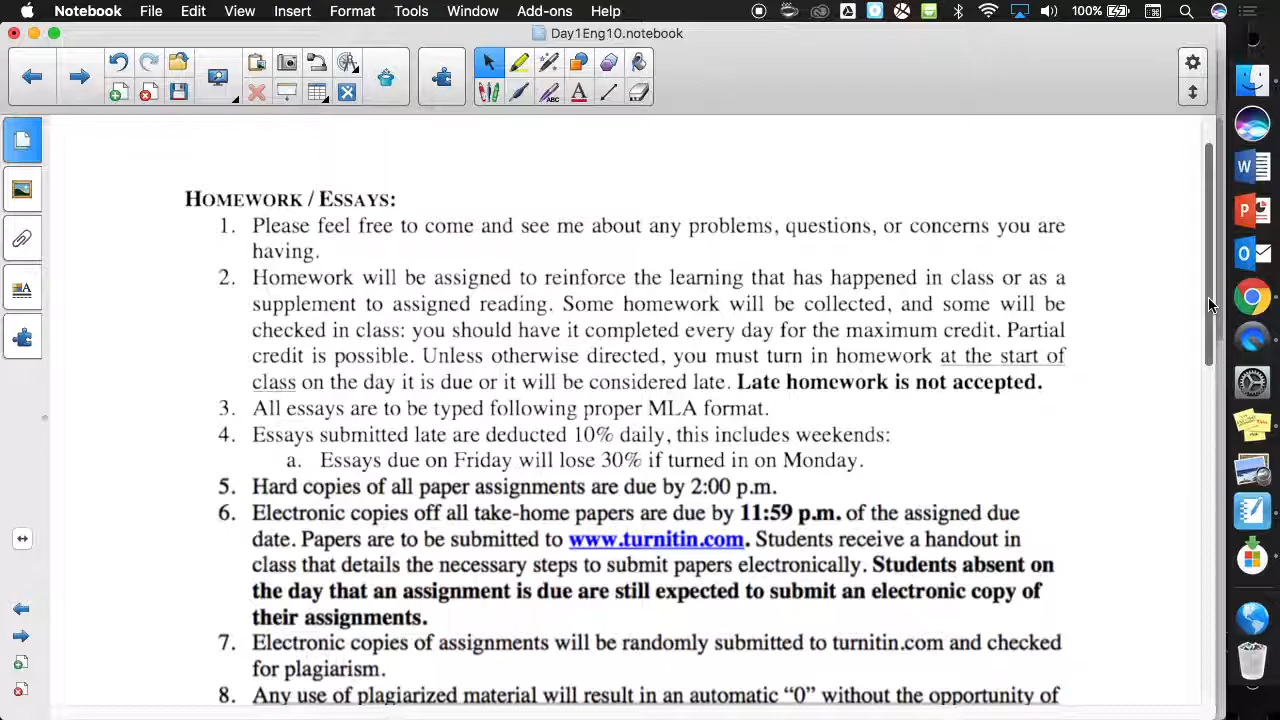 Notebook File Edit View Insert Format Tools Window Add-ons Help 100%
Day1Eng10.notebook
HOMEWORK / ESSAYS:
1. Please feel free to come and see me about any problems, questions, or concerns you are
having.
2. Homework will be assigned to reinforce the learning that has happened in class or as a
supplement to assigned reading. Some homework will be collected, and some will be
checked in class: you should have it completed every day for the maximum credit. Partial
credit is possible. Unless otherwise directed, you must turn in homework at the start of
class on the day it is due or it will be considered late. Late homework is not accepted.
3. All essays are to be typed following proper MLA format.
4. Essays submitted late are deducted 10% daily, this includes weekends:
a. Essays due on Friday will lose 30% if turned in on Monday.
5. Hard copies of all paper assignments are due by 2:00 p.m.
6. Electronic copies off all take-home papers are due by 11:59 p.m. of the assigned due
date. Papers are to be submitted to www.turnitin.com. Students receive a handout in
class that details the necessary steps to submit papers electronically. Students absent on
the day that an assignment is due are still expected to submit an electronic copy of
their assignments.
7. Electronic copies of assignments will be randomly submitted to turnitin.com and checked
for plagiarism.
8. Any use of plagiarized material will result in an automatic “0” without the opportunity of